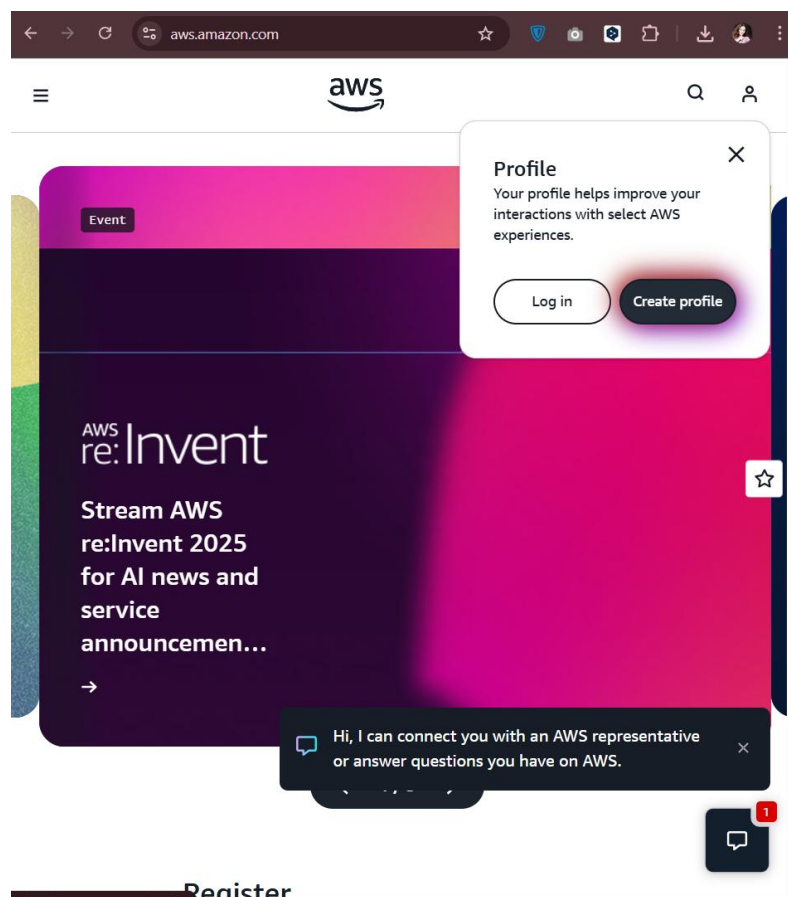 aws.amazon.com
aws
Profile
Your profile helps improve your
interactions with select AWS
experiences.
Log in
Create profile
Event
AWS
re:Invent
Stream AWS
re:Invent 2025
for AI news and
service
announcemen...
Hi, I can connect you with an AWS representative
or answer questions you have on AWS.
1
Register